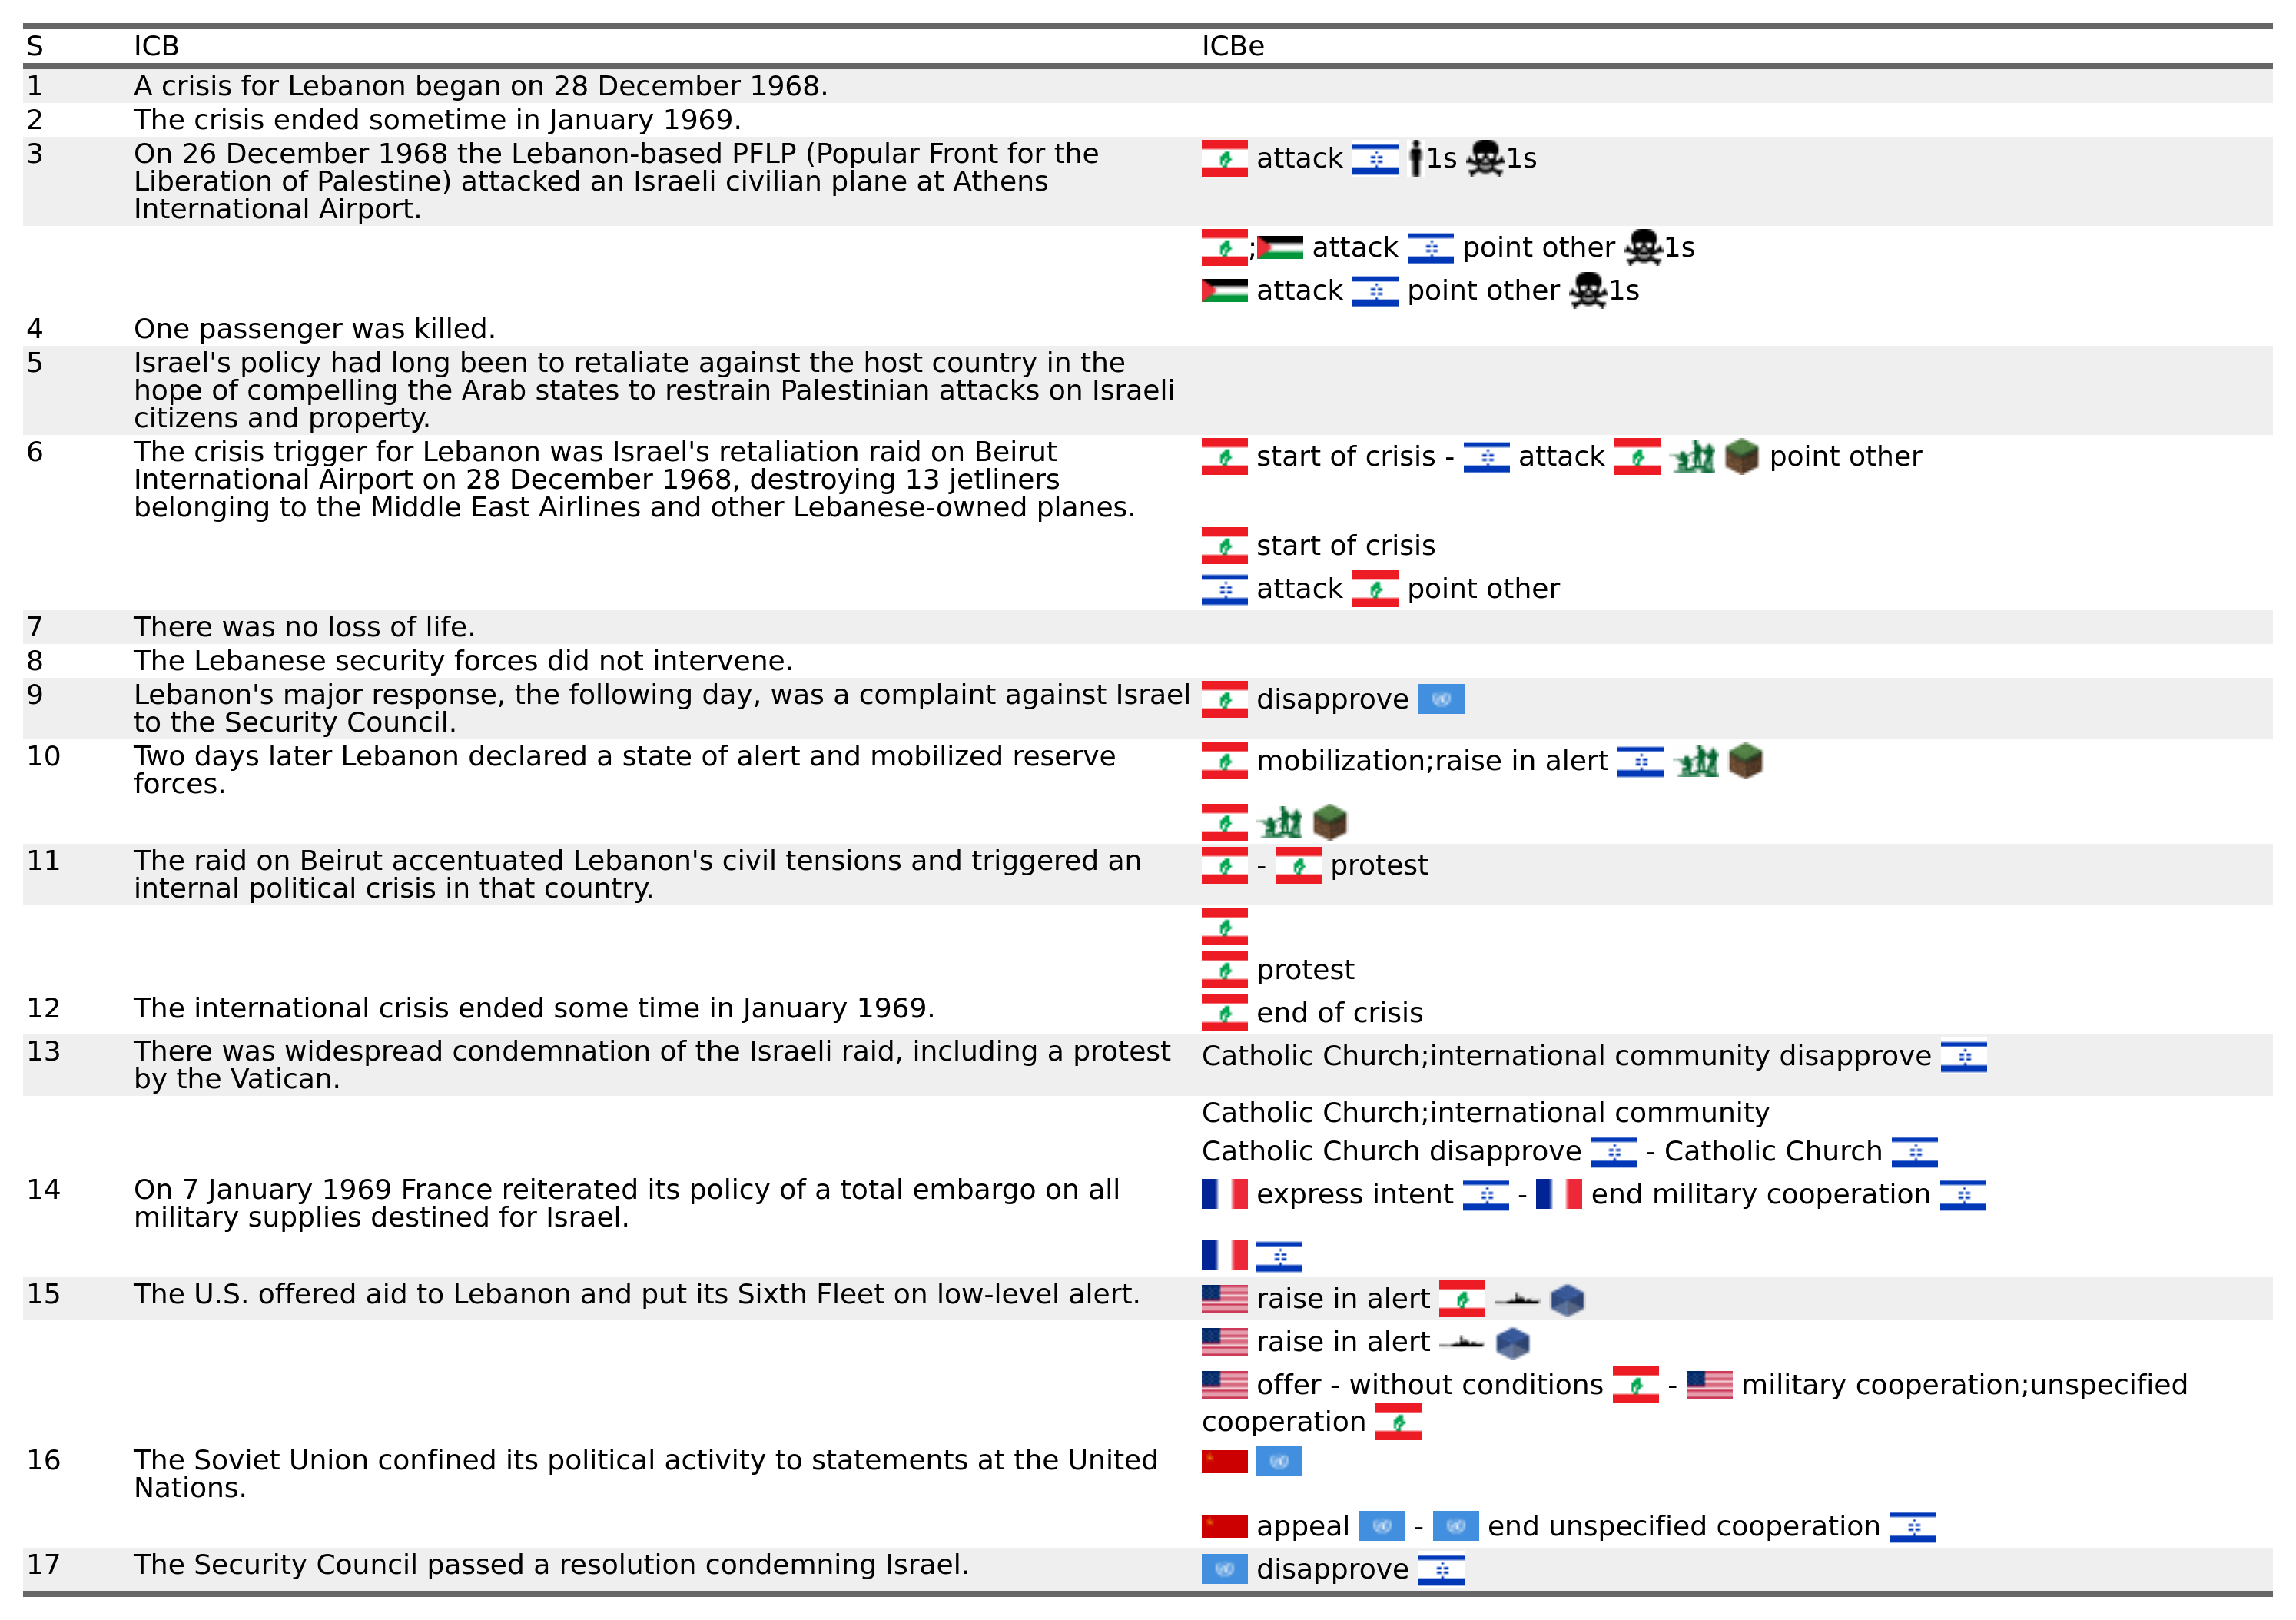 S ICB ICBe
1 A crisis for Lebanon began on 28 December 1968.
2 The crisis ended sometime in January 1969.
3 On 26 December 1968 the Lebanon-based PFLP (Popular Front for the attack 1s 1s
Liberation of Palestine) attacked an Israeli civilian plane at Athens
International Airport.
; attack point other 1s
attack point other 1s
4 One passenger was killed.
5 Israel's policy had long been to retaliate against the host country in the
hope of compelling the Arab states to restrain Palestinian attacks on Israeli
citizens and property.
6 The crisis trigger for Lebanon was Israel's retaliation raid on Beirut start of crisis - attack point other
International Airport on 28 December 1968, destroying 13 jetliners
belonging to the Middle East Airlines and other Lebanese-owned planes.
start of crisis
attack point other
7 There was no loss of life.
8 The Lebanese security forces did not intervene.
9 Lebanon's major response, the following day, was a complaint against Israel disapprove
to the Security Council.
10 Two days later Lebanon declared a state of alert and mobilized reserve mobilization;raise in alert
forces.
11 The raid on Beirut accentuated Lebanon's civil tensions and triggered an - protest
internal political crisis in that country.
protest
12 The international crisis ended some time in January 1969. end of crisis
13 There was widespread condemnation of the Israeli raid, including a protest Catholic Church;international community disapprove
by the Vatican.
Catholic Church;international community
Catholic Church disapprove - Catholic Church
14 On 7 January 1969 France reiterated its policy of a total embargo on all express intent - end military cooperation
military supplies destined for Israel.
15 The U.S. offered aid to Lebanon and put its Sixth Fleet on low-level alert. raise in alert
raise in alert
offer - without conditions - military cooperation;unspecified
cooperation
16 The Soviet Union confined its political activity to statements at the United
Nations.
appeal - end unspecified cooperation
17 The Security Council passed a resolution condemning Israel. disapprove